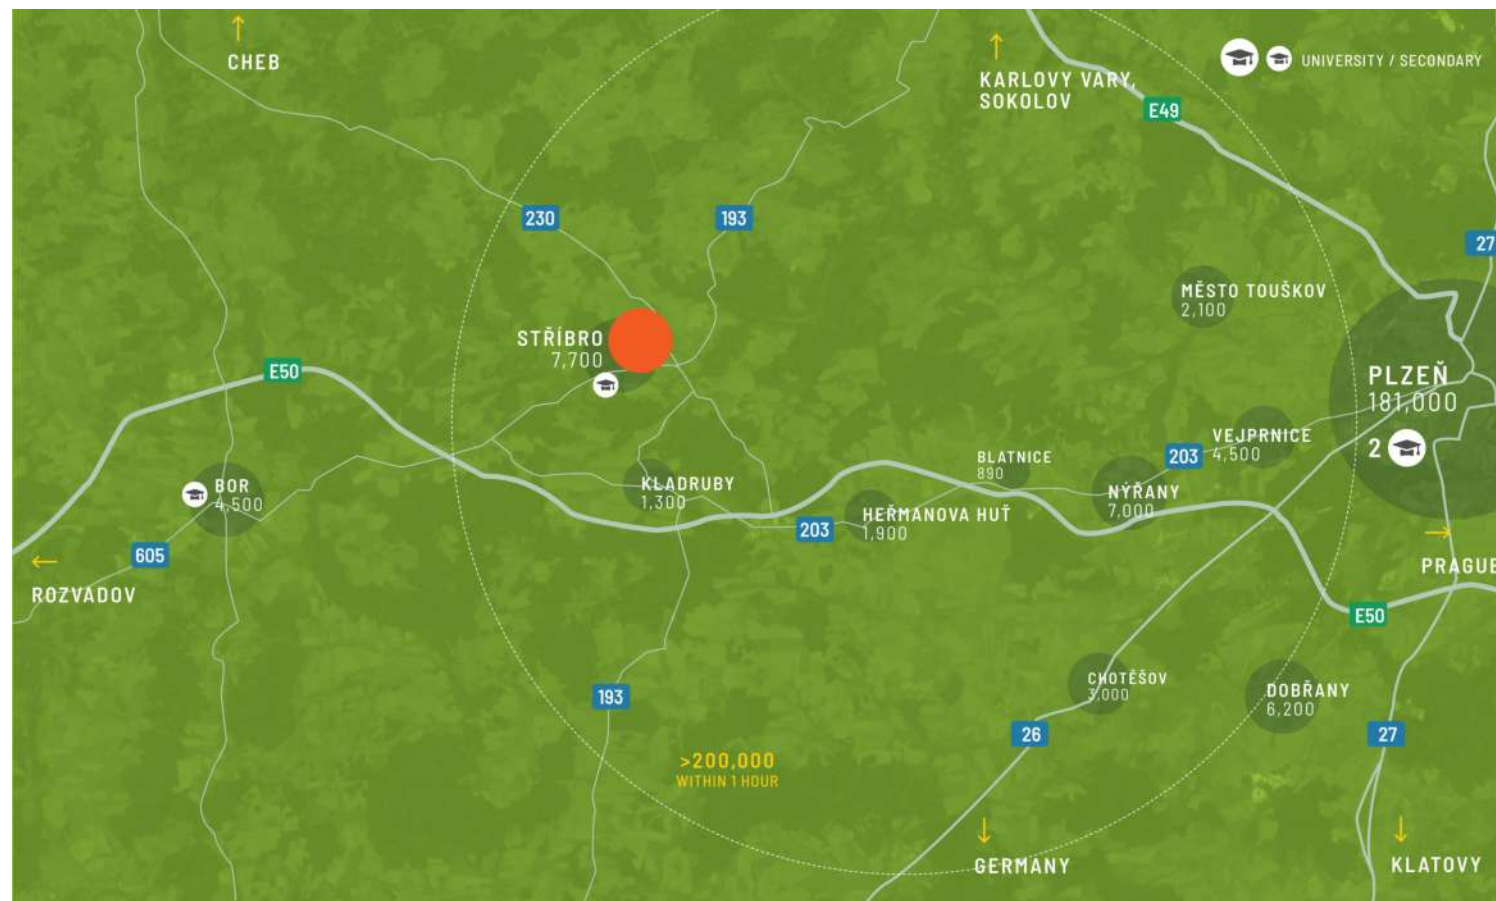 CHEB
KARLOVY VARY,
SOKOLOV
UNIVERSITY / SECONDARY
E49
230
193
27
MĚSTO TOUŠKOV
2,100
STŘÍBRO
7,700
E50
PLZEŇ
181,000
2
VEJPRNICE
4,500
203
BLATNICE
890
KLADRUBY
1,300
NÝŘANY
7,000
BOR
4,500
HEŘMANOVA HUŤ
1,900
203
605
ROZVADOV
PRAGUE
E50
CHOTĚŠOV
3,000
DOBŘANY
6,200
193
26
27
>200,000
WITHIN 1 HOUR
GERMANY
KLATOVY